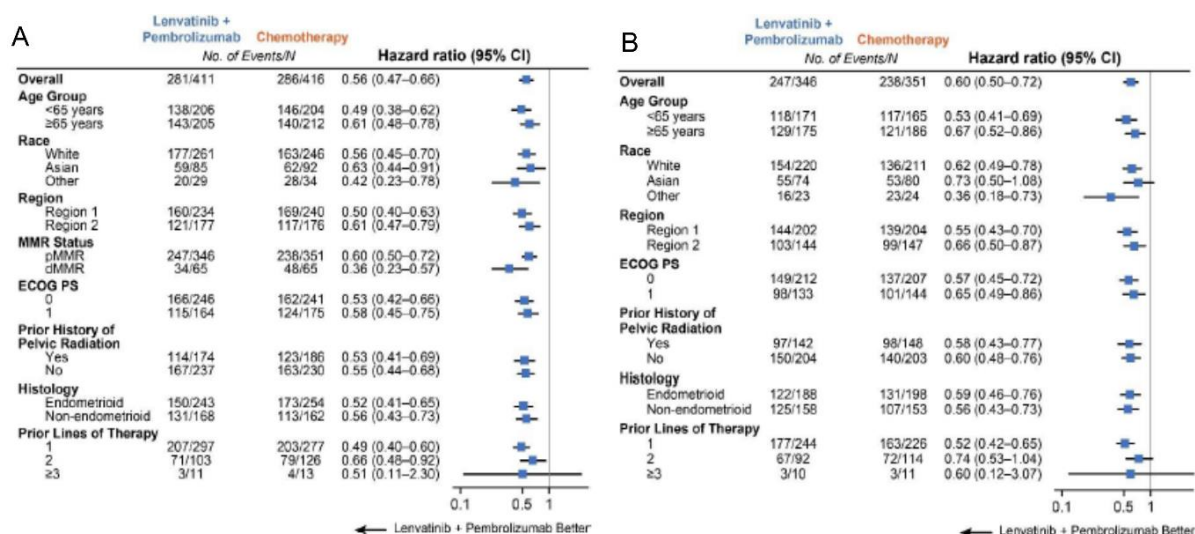 A
Lenvatinib +
Pembrolizumab Chemotherapy
No. of Events/N Hazard ratio (95% CI)
Overall 281/411 286/416 0.56 (0.47–0.66)
Age Group
<65 years 138/206 146/204 0.49 (0.38–0.62)
≥65 years 143/205 140/212 0.61 (0.48–0.78)
Race
White 177/261 163/246 0.56 (0.45–0.70)
Asian 59/85 62/92 0.63 (0.44–0.91)
Other 20/29 28/34 0.42 (0.23–0.78)
Region
Region 1 160/234 169/240 0.50 (0.40–0.63)
Region 2 121/177 117/176 0.61 (0.47–0.79)
MMR Status
pMMR 247/346 238/351 0.60 (0.50–0.72)
dMMR 34/65 48/65 0.36 (0.23–0.57)
ECOG PS
0 166/246 162/241 0.53 (0.42–0.66)
1 115/164 124/175 0.58 (0.45–0.75)
Prior History of
Pelvic Radiation
Yes 114/174 123/186 0.53 (0.41–0.69)
No 167/237 163/230 0.55 (0.44–0.68)
Histology
Endometrioid 150/243 173/254 0.52 (0.41–0.65)
Non-endometrioid 131/168 113/162 0.56 (0.43–0.73)
Prior Lines of Therapy
1 207/297 203/277 0.49 (0.40–0.60)
2 71/103 79/126 0.66 (0.48–0.92)
≥3 3/11 4/13 0.51 (0.11–2.30)
0.1 0.5 1
Lenvatinib + Pembrolizumab Better
B
Lenvatinib +
Pembrolizumab Chemotherapy
No. of Events/N Hazard ratio (95% CI)
Overall 247/346 238/351 0.60 (0.50–0.72)
Age Group
<65 years 118/171 117/165 0.53 (0.41–0.69)
≥65 years 129/175 121/186 0.67 (0.52–0.86)
Race
White 154/220 136/211 0.62 (0.49–0.78)
Asian 55/74 53/80 0.73 (0.50–1.08)
Other 16/23 23/24 0.36 (0.18–0.73)
Region
Region 1 144/202 139/204 0.55 (0.43–0.70)
Region 2 103/144 99/147 0.66 (0.50–0.87)
ECOG PS
0 149/212 137/207 0.57 (0.45–0.72)
1 98/133 101/144 0.65 (0.49–0.86)
Prior History of
Pelvic Radiation
Yes 97/142 98/148 0.58 (0.43–0.77)
No 150/204 140/203 0.60 (0.48–0.76)
Histology
Endometrioid 122/188 131/198 0.59 (0.46–0.76)
Non-endometrioid 125/158 107/153 0.56 (0.43–0.73)
Prior Lines of Therapy
1 177/244 163/226 0.52 (0.42–0.65)
2 67/92 72/114 0.74 (0.53–1.04)
≥3 3/10 3/11 0.60 (0.12–3.07)
0.1 0.5 1
Lenvatinib + Pembrolizumab Better